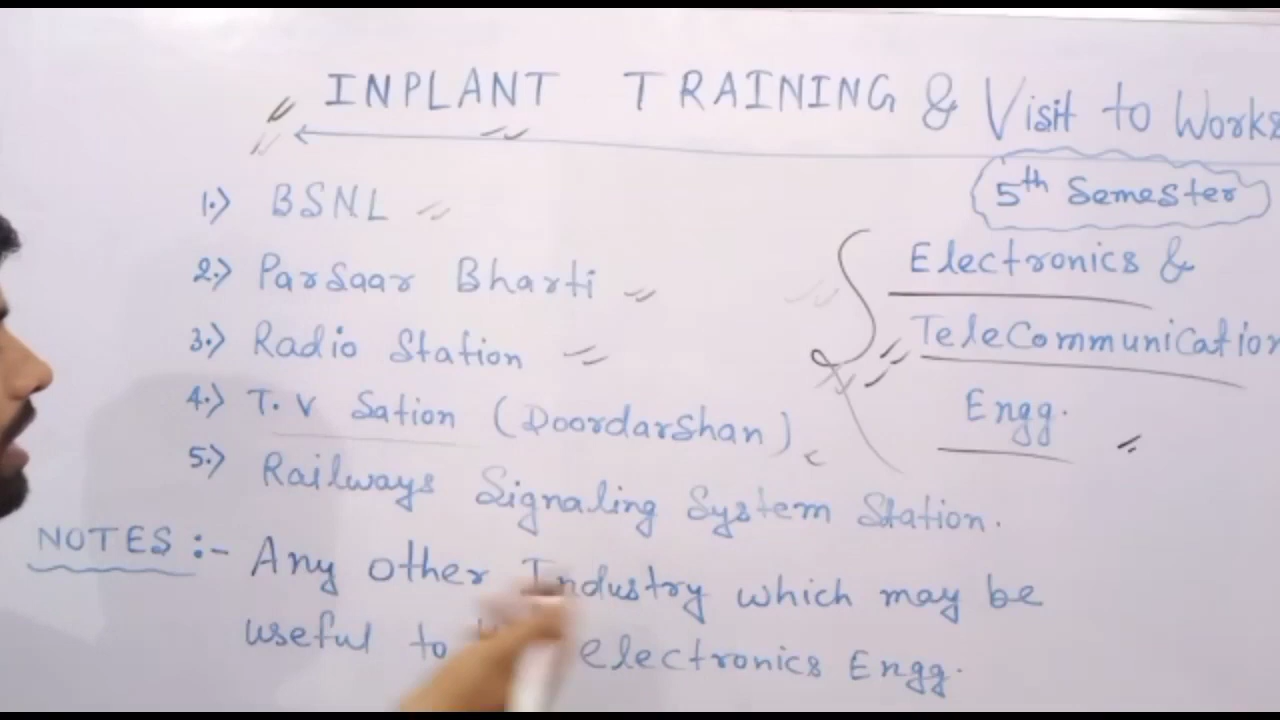 INPLANT TRAINING & Visit to Works
5th Semester
1.) BSNL
2.) Parsaar Bharti
3.) Radio Station
4.) T.V Sation (Doordarshan)
5.) Railways Signaling System Station.
Electronics &
TeleCommunication
Engg.
NOTES :- Any other Industry which may be
useful to electronics Engg.